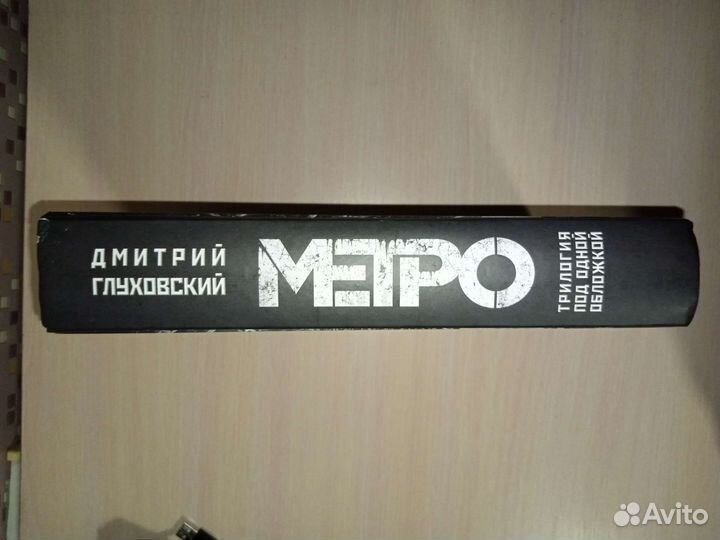 ДМИТРИЙ
ГЛУХОВСКИЙ
МЕТРО
ТРИЛОГИЯ
ПОД ОДНОЙ
ОБЛОЖКОЙ
Avito